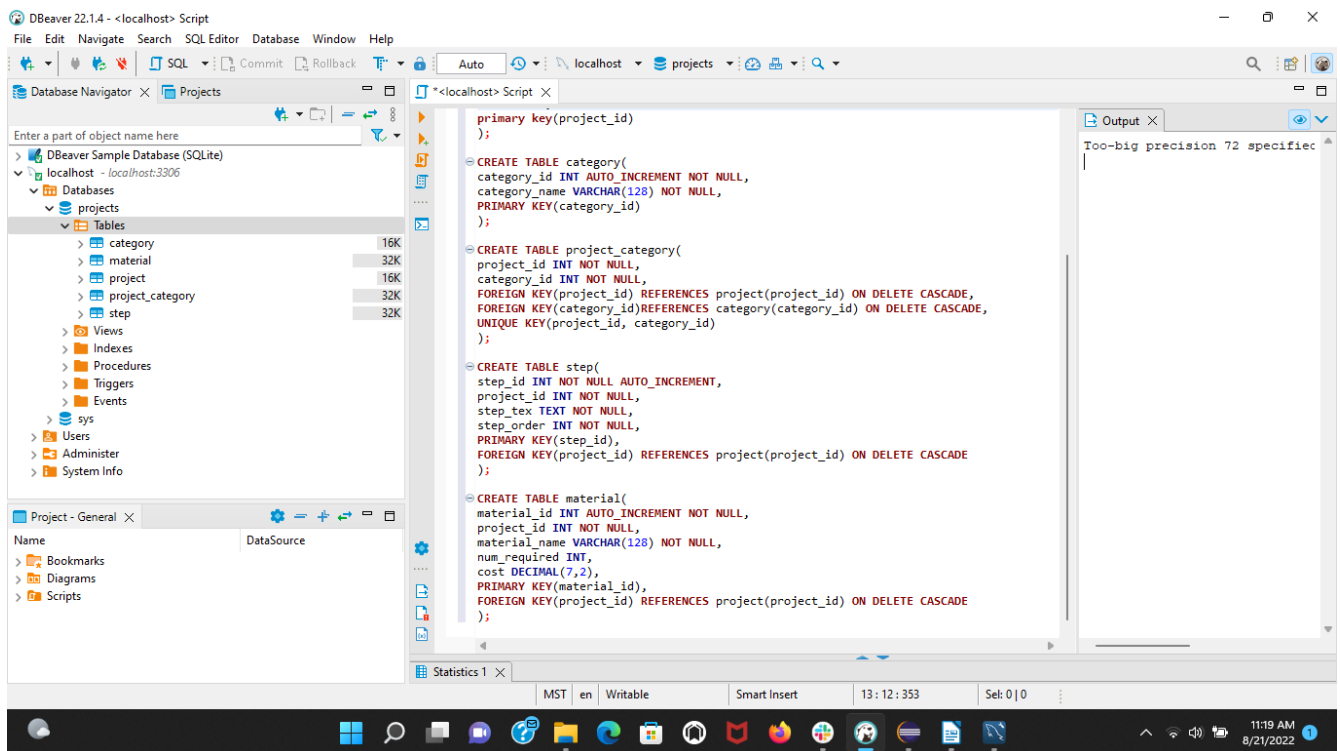 DBeaver 22.1.4 - <localhost> Script
File Edit Navigate Search SQL Editor Database Window Help
SQL Commit Rollback Auto localhost projects
Database Navigator Projects
Enter a part of object name here
DBeaver Sample Database (SQLite)
localhost - localhost:3306
Databases
projects
Tables
category 16K
material 32K
project 16K
project_category 32K
step 32K
Views
Indexes
Procedures
Triggers
Events
sys
Users
Administer
System Info
Project - General
Name DataSource
Bookmarks
Diagrams
Scripts
*<localhost> Script
primary key(project_id)
);
CREATE TABLE category(
category_id INT AUTO_INCREMENT NOT NULL,
category_name VARCHAR(128) NOT NULL,
PRIMARY KEY(category_id)
);
CREATE TABLE project_category(
project_id INT NOT NULL,
category_id INT NOT NULL,
FOREIGN KEY(project_id) REFERENCES project(project_id) ON DELETE CASCADE,
FOREIGN KEY(category_id)REFERENCES category(category_id) ON DELETE CASCADE,
UNIQUE KEY(project_id, category_id)
);
CREATE TABLE step(
step_id INT NOT NULL AUTO_INCREMENT,
project_id INT NOT NULL,
step_tex TEXT NOT NULL,
step_order INT NOT NULL,
PRIMARY KEY(step_id),
FOREIGN KEY(project_id) REFERENCES project(project_id) ON DELETE CASCADE
);
CREATE TABLE material(
material_id INT AUTO_INCREMENT NOT NULL,
project_id INT NOT NULL,
material_name VARCHAR(128) NOT NULL,
num_required INT,
cost DECIMAL(7,2),
PRIMARY KEY(material_id),
FOREIGN KEY(project_id) REFERENCES project(project_id) ON DELETE CASCADE
);
Output
Too-big precision 72 specified
Statistics 1
MST en Writable Smart Insert 13 : 12 : 353 Sel: 0 | 0
11:19 AM
8/21/2022 1